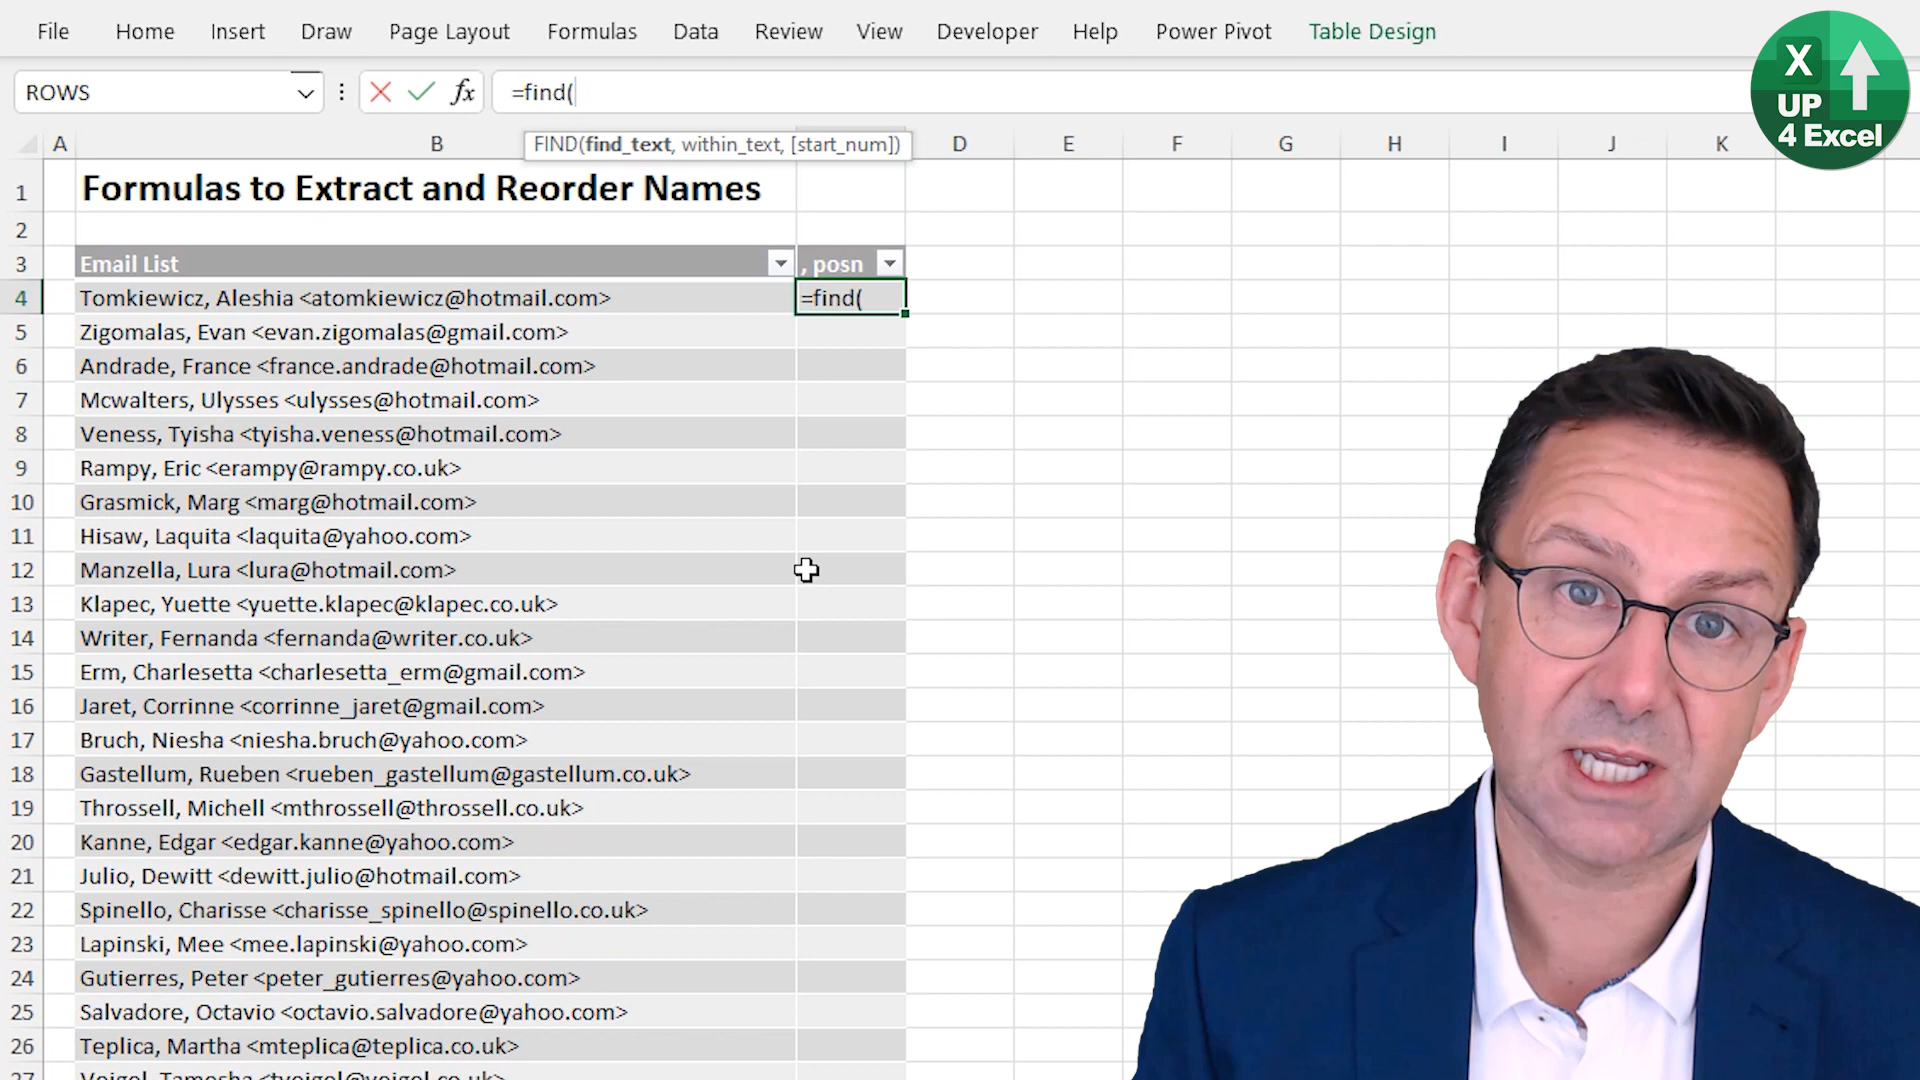 File Home Insert Draw Page Layout Formulas Data Review View Developer Help Power Pivot Table Design
X
UP
4 Excel
ROWS fx =find(
FIND(find_text, within_text, [start_num])
A B D E F G H I J K
1 Formulas to Extract and Reorder Names
2
3 Email List , posn
4 Tomkiewicz, Aleshia <atomkiewicz@hotmail.com> =find(
5 Zigomalas, Evan <evan.zigomalas@gmail.com>
6 Andrade, France <france.andrade@hotmail.com>
7 Mcwalters, Ulysses <ulysses@hotmail.com>
8 Veness, Tyisha <tyisha.veness@hotmail.com>
9 Rampy, Eric <erampy@rampy.co.uk>
10 Grasmick, Marg <marg@hotmail.com>
11 Hisaw, Laquita <laquita@yahoo.com>
12 Manzella, Lura <lura@hotmail.com>
13 Klapec, Yuette <yuette.klapec@klapec.co.uk>
14 Writer, Fernanda <fernanda@writer.co.uk>
15 Erm, Charlesetta <charlesetta_erm@gmail.com>
16 Jaret, Corrinne <corrinne_jaret@gmail.com>
17 Bruch, Niesha <niesha.bruch@yahoo.com>
18 Gastellum, Rueben <rueben_gastellum@gastellum.co.uk>
19 Throssell, Michell <mthrossell@throssell.co.uk>
20 Kanne, Edgar <edgar.kanne@yahoo.com>
21 Julio, Dewitt <dewitt.julio@hotmail.com>
22 Spinello, Charisse <charisse_spinello@spinello.co.uk>
23 Lapinski, Mee <mee.lapinski@yahoo.com>
24 Gutierres, Peter <peter_gutierres@yahoo.com>
25 Salvadore, Octavio <octavio.salvadore@yahoo.com>
26 Teplica, Martha <mteplica@teplica.co.uk>